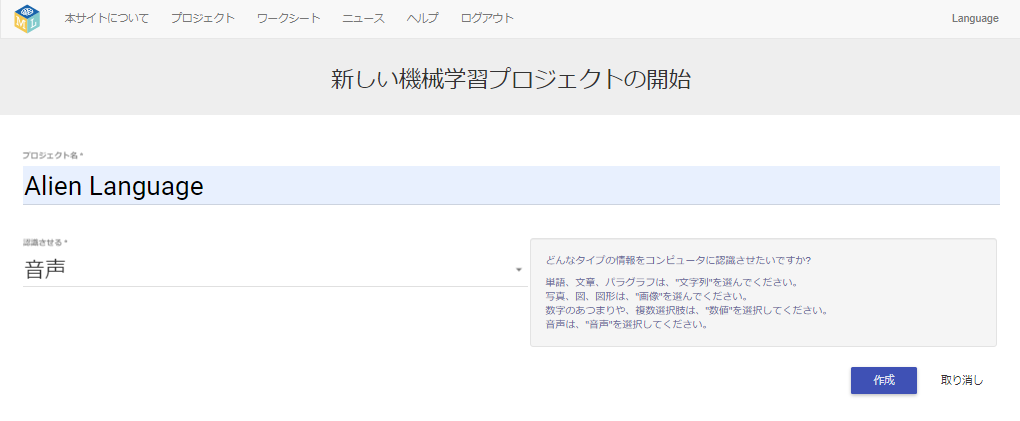 本サイトについて プロジェクト ワークシート ニュース ヘルプ ログアウト Language
新しい機械学習プロジェクトの開始
プロジェクト名 *
Alien Language
認識させる *
音声
どんなタイプの情報をコンピュータに認識させたいですか?
単語、文章、パラグラフは、"文字列"を選んでください。
写真、図、図形は、"画像"を選んでください。
数字のあつまりや、複数選択肢は、"数値"を選択してください。
音声は、"音声"を選択してください。
作成 取り消し